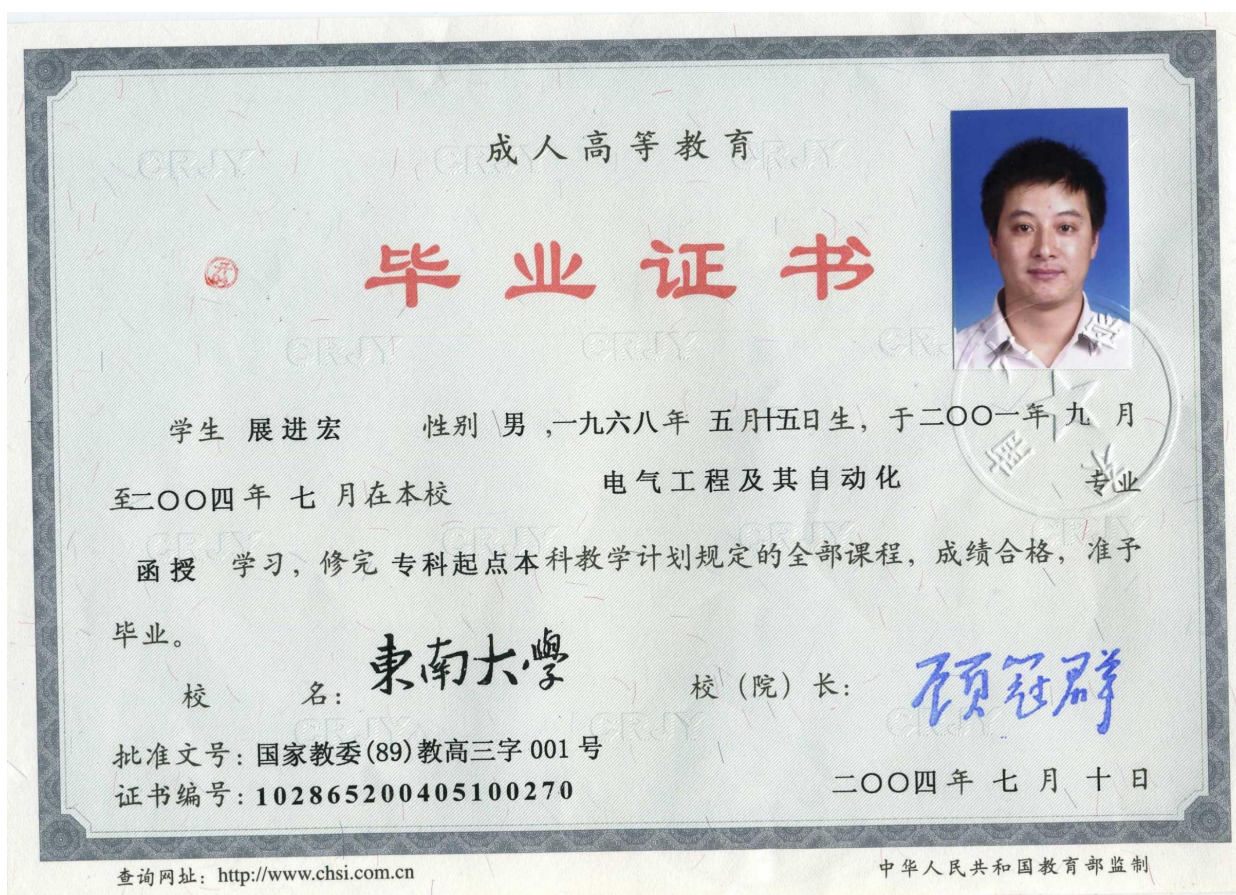 成人高等教育
毕业证书
学生 展进宏 性别 男 ,一九六八年 五月十五日生，于二〇〇一年 九 月
至二〇〇四年 七 月在本校 电气工程及其自动化 专业
函授 学习，修完 专科起点本科教学计划规定的全部课程，成绩合格，准予
毕业。
校 名：東南大學 校（院）长：顾冠群
批准文号：国家教委(89)教高三字 001 号
证书编号：102865200405100270
二〇〇四年 七 月 十 日
查询网址：http://www.chsi.com.cn
中华人民共和国教育部监制